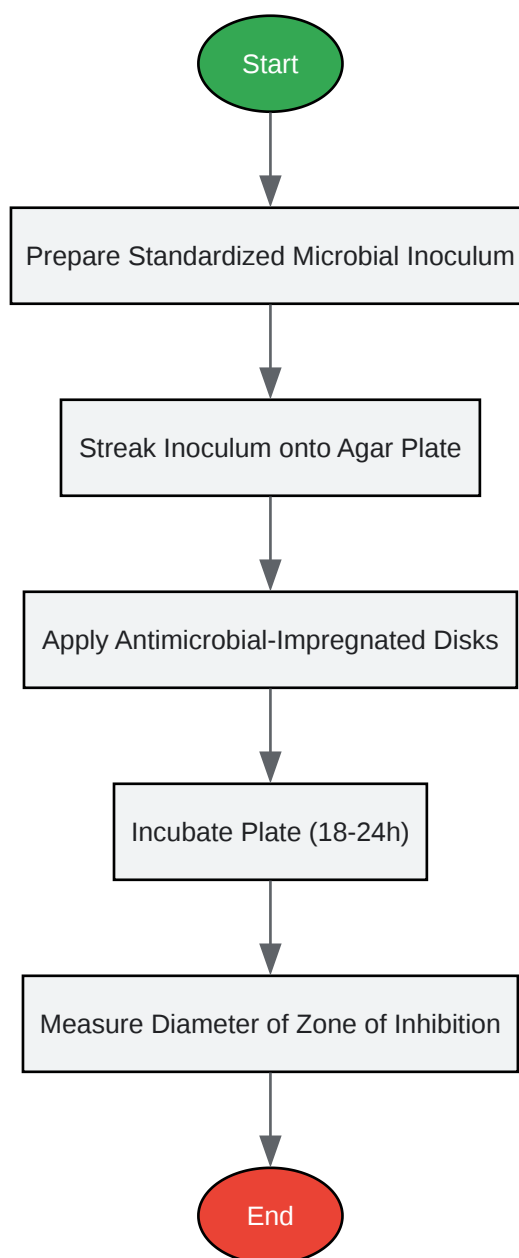 Start
Prepare Standardized Microbial Inoculum
Streak Inoculum onto Agar Plate
Apply Antimicrobial-Impregnated Disks
Incubate Plate (18-24h)
Measure Diameter of Zone of Inhibition
End